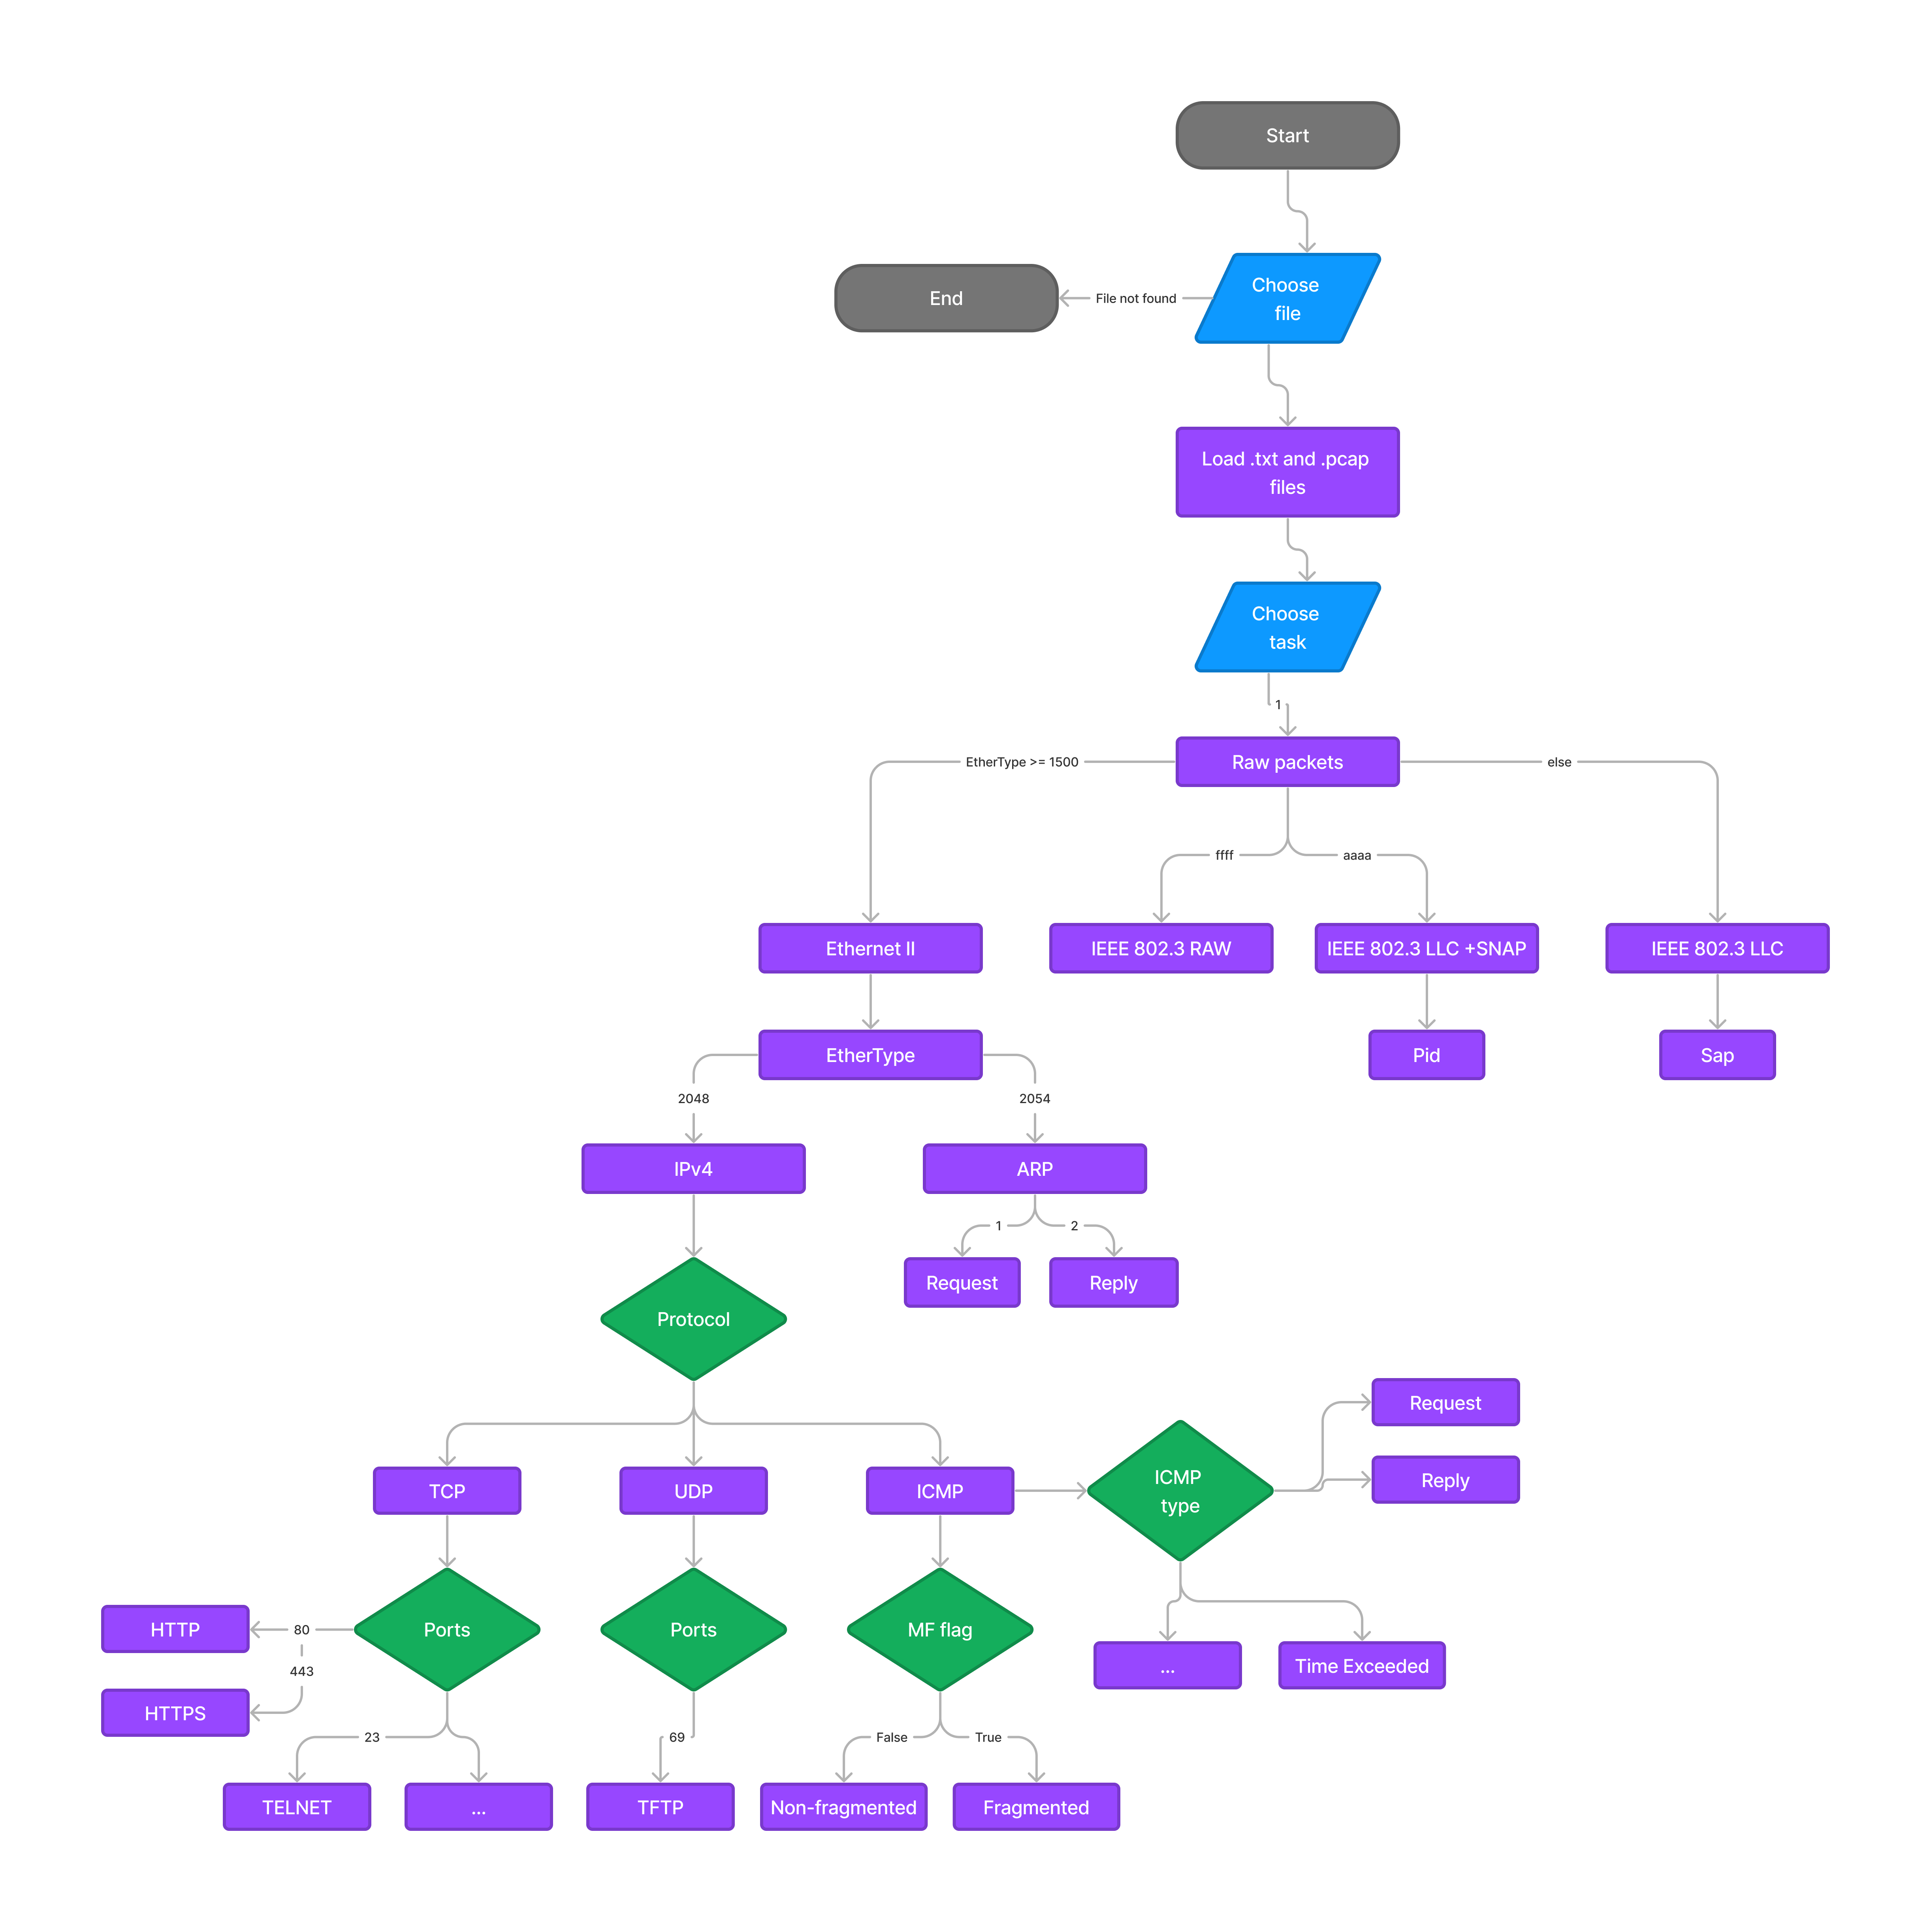 Start
Choose
file
File not found
End
Load .txt and .pcap
files
Choose
task
1
Raw packets
EtherType >= 1500
else
ffff
aaaa
Ethernet II
IEEE 802.3 RAW
IEEE 802.3 LLC +SNAP
IEEE 802.3 LLC
EtherType
Pid
Sap
2048
2054
IPv4
ARP
1
2
Request
Reply
Protocol
Request
Reply
TCP
UDP
ICMP
ICMP
type
HTTP
80
Ports
Ports
MF flag
443
HTTPS
...
Time Exceeded
23
69
False
True
TELNET
...
TFTP
Non-fragmented
Fragmented